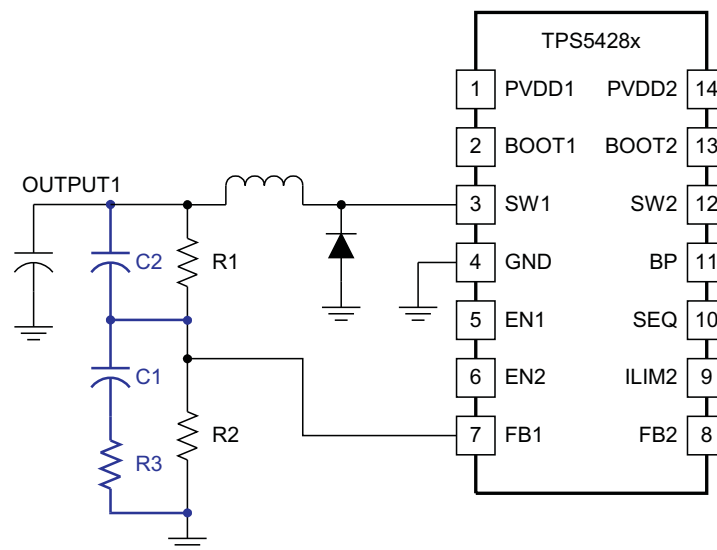 TPS5428x
1 PVDD1 PVDD2 14
2 BOOT1 BOOT2 13
OUTPUT1
3 SW1 SW2 12
C2 R1 4 GND BP 11
5 EN1 SEQ 10
C1 6 EN2 ILIM2 9
R2 7 FB1 FB2 8
R3